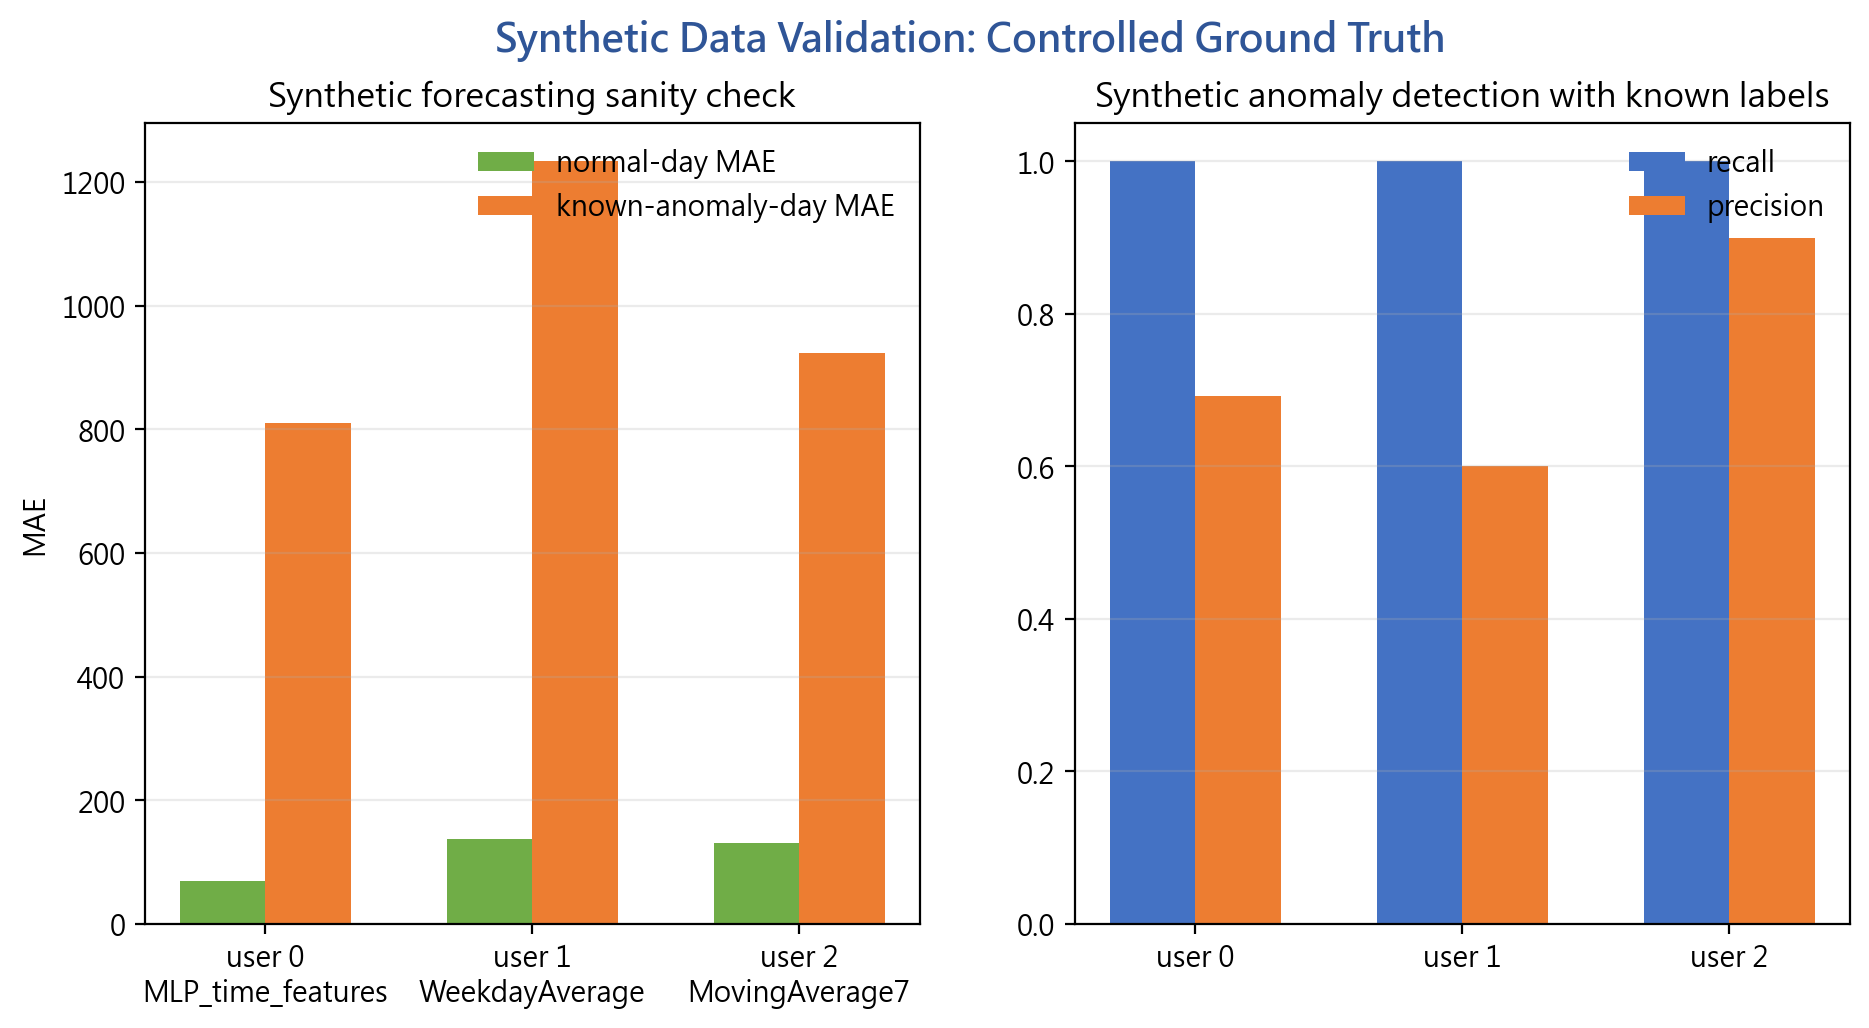 Synthetic Data Validation: Controlled Ground Truth
Synthetic forecasting sanity check
normal-day MAE
known-anomaly-day MAE
MAE
1200
1000
800
600
400
200
0
user 0
MLP_time_features
user 1
WeekdayAverage
user 2
MovingAverage7
Synthetic anomaly detection with known labels
recall
precision
1.0
0.8
0.6
0.4
0.2
0.0
user 0
user 1
user 2